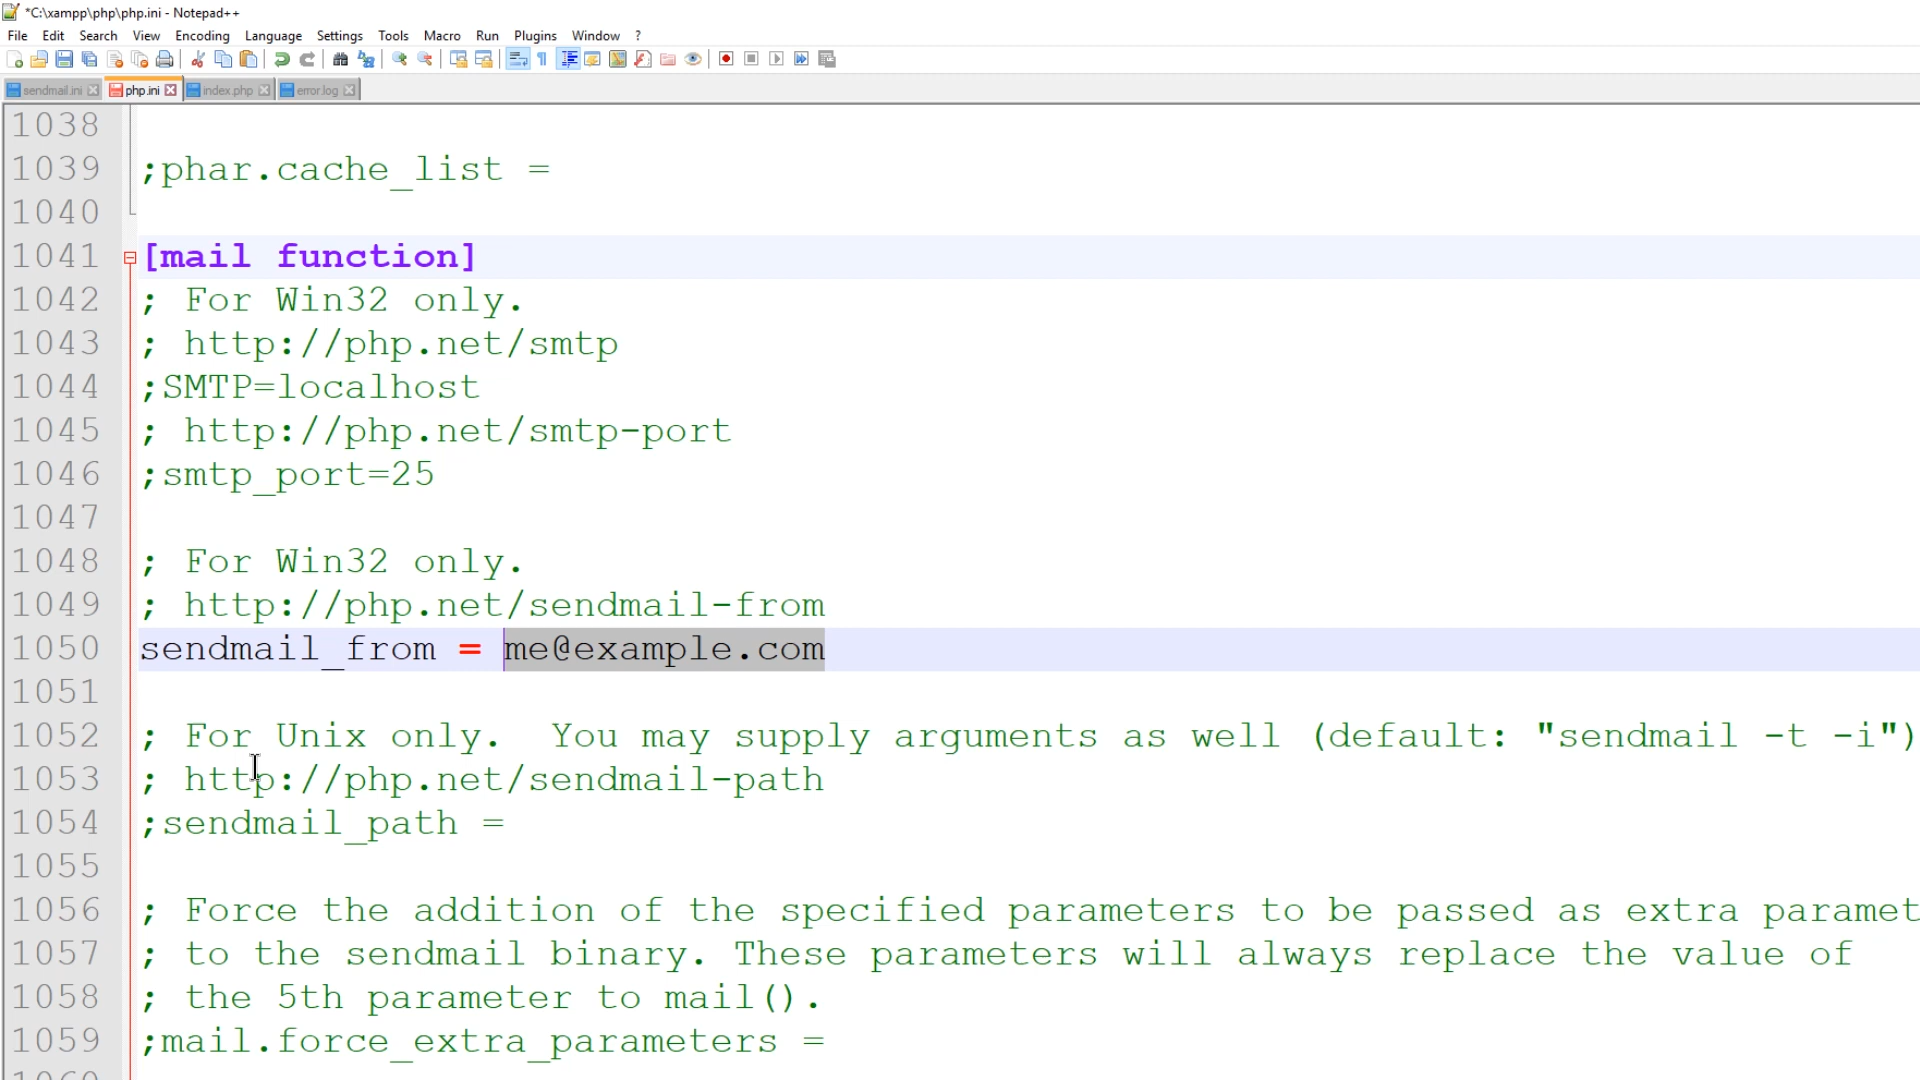 *C:\xampp\php\php.ini - Notepad++
File Edit Search View Encoding Language Settings Tools Macro Run Plugins Window ?
sendmail.ini php.ini index.php error.log
1038
1039 ;phar.cache_list =
1040
1041 [mail function]
1042 ; For Win32 only.
1043 ; http://php.net/smtp
1044 ;SMTP=localhost
1045 ; http://php.net/smtp-port
1046 ;smtp_port=25
1047
1048 ; For Win32 only.
1049 ; http://php.net/sendmail-from
1050 sendmail_from = me@example.com
1051
1052 ; For Unix only.  You may supply arguments as well (default: "sendmail -t -i")
1053 ; http://php.net/sendmail-path
1054 ;sendmail_path =
1055
1056 ; Force the addition of the specified parameters to be passed as extra paramet
1057 ; to the sendmail binary. These parameters will always replace the value of
1058 ; the 5th parameter to mail().
1059 ;mail.force_extra_parameters =
1060